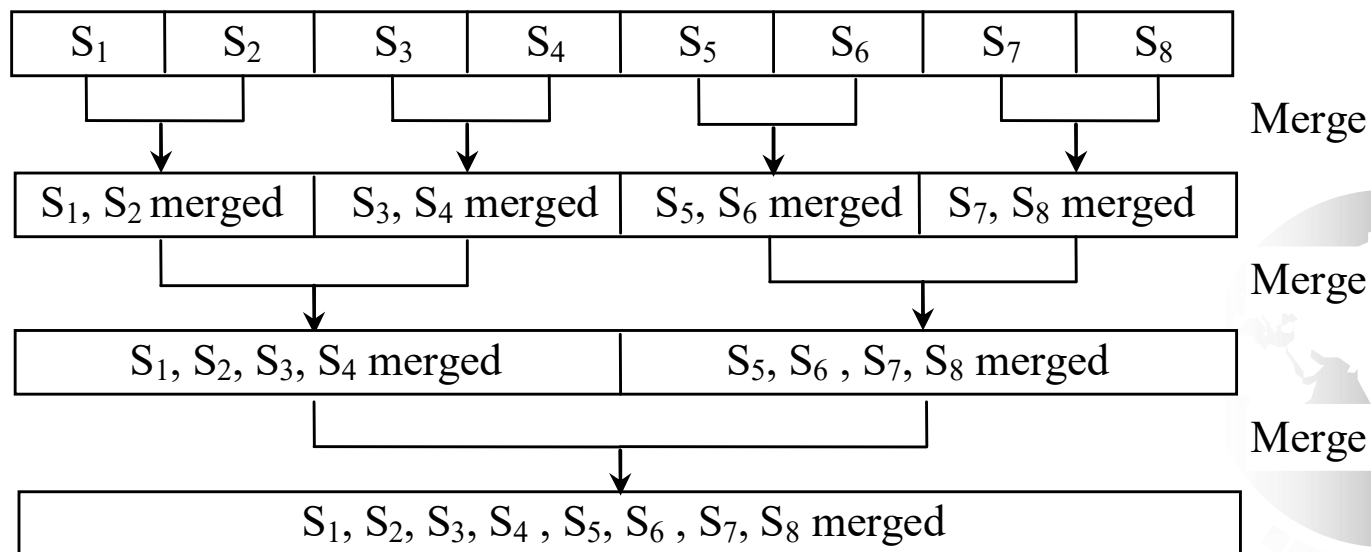 S₁ S₂ S₃ S₄ S₅ S₆ S₇ S₈
Merge
S₁, S₂ merged S₃, S₄ merged S₅, S₆ merged S₇, S₈ merged
Merge
S₁, S₂, S₃, S₄ merged S₅, S₆ , S₇, S₈ merged
Merge
S₁, S₂, S₃, S₄ , S₅, S₆ , S₇, S₈ merged